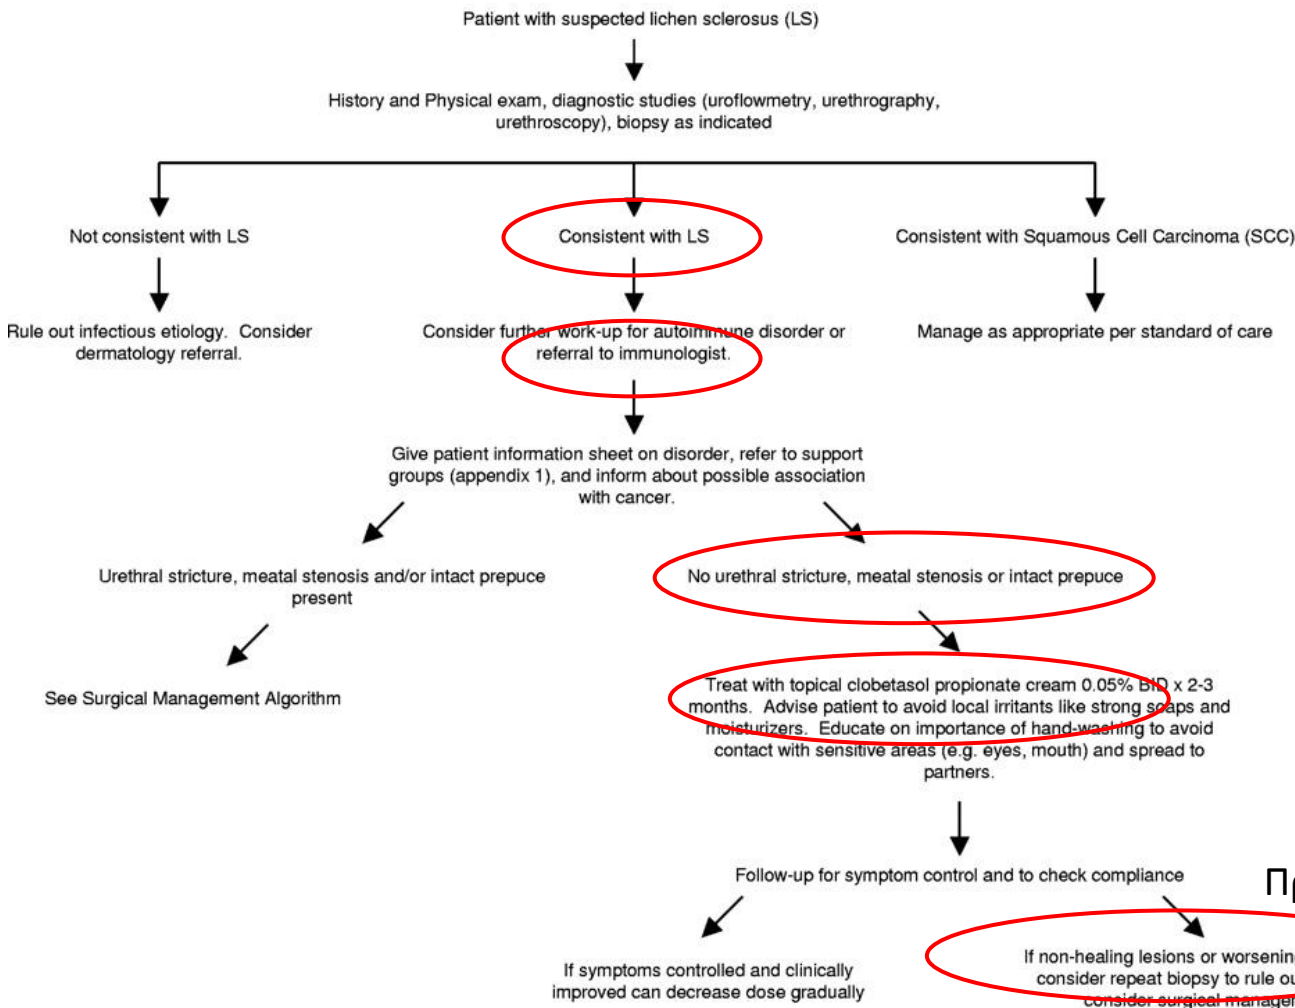 Patient with suspected lichen sclerosus (LS)
History and Physical exam, diagnostic studies (uroflowmetry, urethrography,
urethroscopy), biopsy as indicated
Not consistent with LS
Consistent with LS
Consistent with Squamous Cell Carcinoma (SCC)
Rule out infectious etiology. Consider
dermatology referral.
Consider further work-up for autoimmune disorder or
referral to immunologist.
Manage as appropriate per standard of care
Give patient information sheet on disorder, refer to support
groups (appendix 1), and inform about possible association
with cancer.
Urethral stricture, meatal stenosis and/or intact prepuce
present
No urethral stricture, meatal stenosis or intact prepuce
See Surgical Management Algorithm
Treat with topical clobetasol propionate cream 0.05% BID x 2-3
months. Advise patient to avoid local irritants like strong soaps and
moisturizers. Educate on importance of hand-washing to avoid
contact with sensitive areas (e.g. eyes, mouth) and spread to
partners.
Follow-up for symptom control and to check compliance
If symptoms controlled and clinically
improved can decrease dose gradually
If non-healing lesions or worsening
consider repeat biopsy to rule
consider surgical